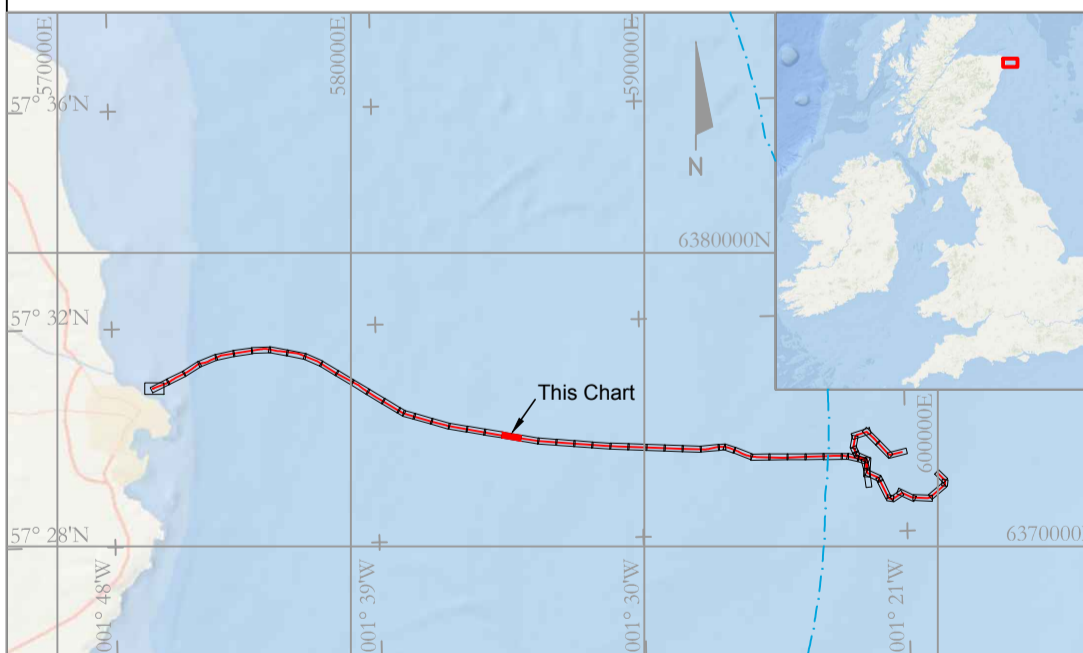 570000E
580000E
590000E
57° 36'N
N
6380000N
57° 32'N
This Chart
600000E
57° 28'N
6370000
001° 48'W
001° 39'W
001° 30'W
001° 21'W